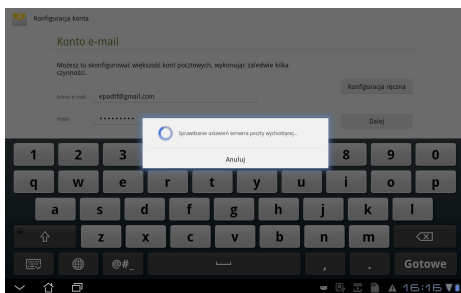 Konfiguracja konta
Konto e-mail
Możesz tu skonfigurować większość kont pocztowych, wykonując zaledwie kilka
czynności.
Konfiguracja ręczna
Adres e-mail epadtf@gmail.com
Hasło •••••••••
Dalej
Sprawdzanie ustawień serwera poczty wychodzącej...
Anuluj
1 2 3 8 9 0
q w e r t y u i o p
a s d f g h j k l
z x c v b n m
@#_ , . Gotowe
16:16